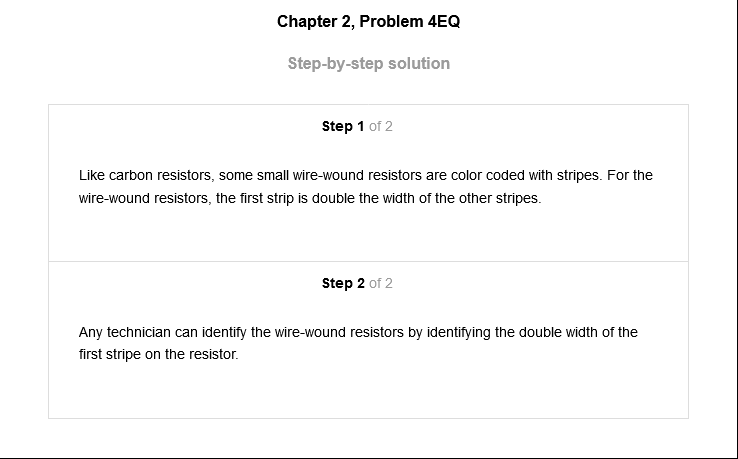 Chapter 2, Problem 4EQ
Step-by-step solution
Step 1 of 2
Like carbon resistors, some small wire-wound resistors are color coded with stripes. For the
wire-wound resistors, the first strip is double the width of the other stripes.
Step 2 of 2
Any technician can identify the wire-wound resistors by identifying the double width of the
first stripe on the resistor.